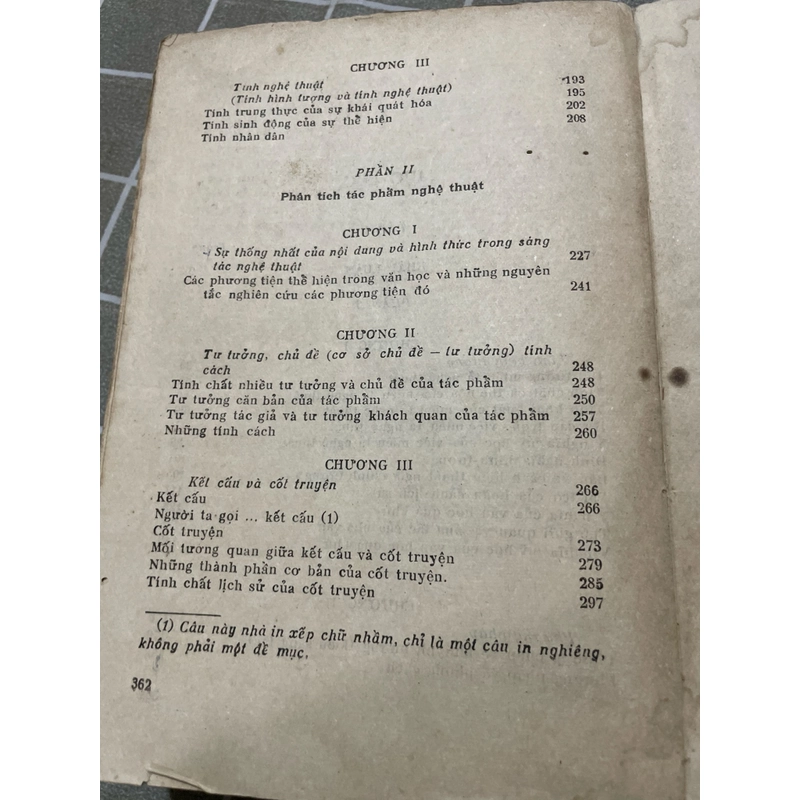 CHƯƠNG III
Tính nghệ thuật 193
(Tính hình tượng và tính nghệ thuật) 195
Tính trung thực của sự khái quát hóa 202
Tính sinh động của sự thể hiện 208
Tính nhân dân
PHẦN II
Phân tích tác phẩm nghệ thuật
CHƯƠNG I
Sự thống nhất của nội dung và hình thức trong sáng
tác nghệ thuật 227
Các phương tiện thể hiện trong văn học và những nguyên
tắc nghiên cứu các phương tiện đó 241
CHƯƠNG II
Tư tưởng, chủ đề (cơ sở chủ đề – tư tưởng) tính
cách 248
Tính chất nhiều tư tưởng và chủ đề của tác phẩm 248
Tư tưởng căn bản của tác phẩm 250
Tư tưởng tác giả và tư tưởng khách quan của tác phẩm 257
Những tính cách 260
CHƯƠNG III
Kết cấu và cốt truyện 266
Kết cấu 266
Người ta gọi ... kết cấu (1)
Cốt truyện 273
Mối tương quan giữa kết cấu và cốt truyện 279
Những thành phần cơ bản của cốt truyện. 285
Tính chất lịch sử của cốt truyện 297
(1) Câu này nhà in xếp chữ nhầm, chỉ là một câu in nghiêng,
không phải một đề mục.
362